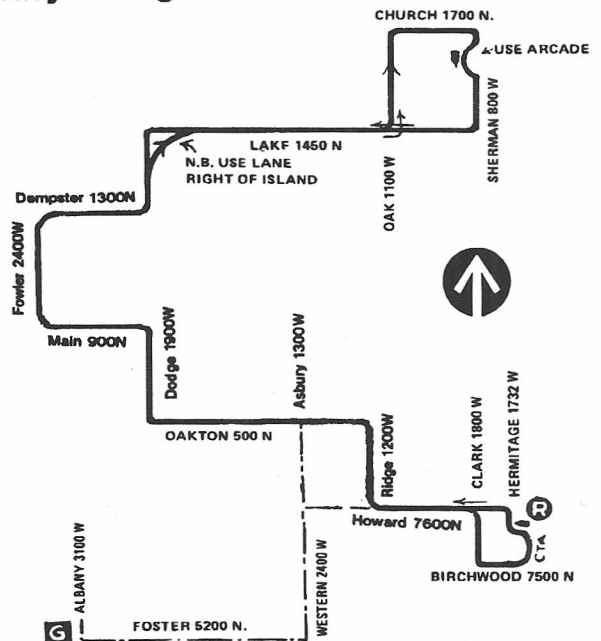 CHURCH 1700 N.
USE ARCADE
SHERMAN 800 W
LAKF 1450 N
N.B. USE LANE
RIGHT OF ISLAND
OAK 1100 W
Dempster 1300N
Fowler 2400W
Main 900N
Dodge 1900W
Asbury 1300W
OAKTON 500 N
Ridge 1200W
CLARK 1800 W
HERMITAGE 1732 W
R
Howard 7600N
CTA
BIRCHWOOD 7500 N
ALBANY 3100 W
WESTERN 2400 W
G
FOSTER 5200 N.